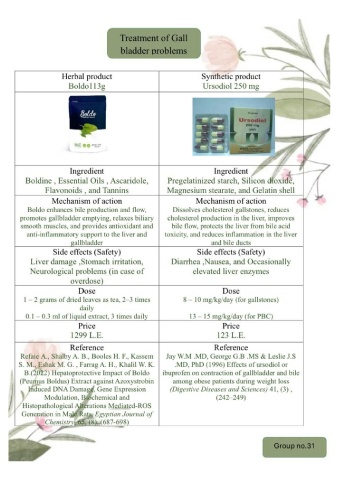 Treatment of Gall
bladder problems
Herbal product
Boldo113g
Synthetic product
Ursodiol 250 mg
Boldo
Ursodiol
250 mg
Ingredient
Boldine , Essential Oils , Ascaridole,
Flavonoids , and Tannins
Ingredient
Pregelatinized starch, Silicon dioxide,
Magnesium stearate, and Gelatin shell
Mechanism of action
Boldo enhances bile production and flow,
promotes gallbladder emptying, relaxes biliary
smooth muscles, and provides antioxidant and
anti-inflammatory support to the liver and
gallbladder
Mechanism of action
Dissolves cholesterol gallstones, reduces
cholesterol production in the liver, improves
bile flow, protects the liver from bile acid
toxicity, and reduces inflammation in the liver
and bile ducts
Side effects (Safety)
Liver damage ,Stomach irritation,
Neurological problems (in case of
overdose)
Side effects (Safety)
Diarrhea ,Nausea, and Occasionally
elevated liver enzymes
Dose
1 – 2 grams of dried leaves as tea, 2–3 times
daily
0.1 – 0.3 ml of liquid extract, 3 times daily
Dose
8 – 10 mg/kg/day (for gallstones)
13 – 15 mg/kg/day (for PBC)
Price
1299 L.E.
Price
123 L.E.
Reference
Refaie A., Shalby A. B., Booles H. F., Kassem
S. M., Eshak M. G. , Farrag A. H., Khalil W. K.
B.(2022) Hepatoprotective Impact of Boldo
(Peumus Boldus) Extract against Azoxystrobin
Induced DNA Damage, Gene Expression
Modulation, Biochemical and
Histopathological Alterations Mediated-ROS
Generation in Male Rats, Egyptian Journal of
Chemistry, 65, (8),(687-698)
Reference
Jay W.M ,MD, George G.B ,MS & Leslie J.S
,MD, PhD (1996) Effects of ursodiol or
ibuprofen on contraction of gallbladder and bile
among obese patients during weight loss
(Digestive Diseases and Sciences) 41, (3) ,
(242–249)
Group no.31